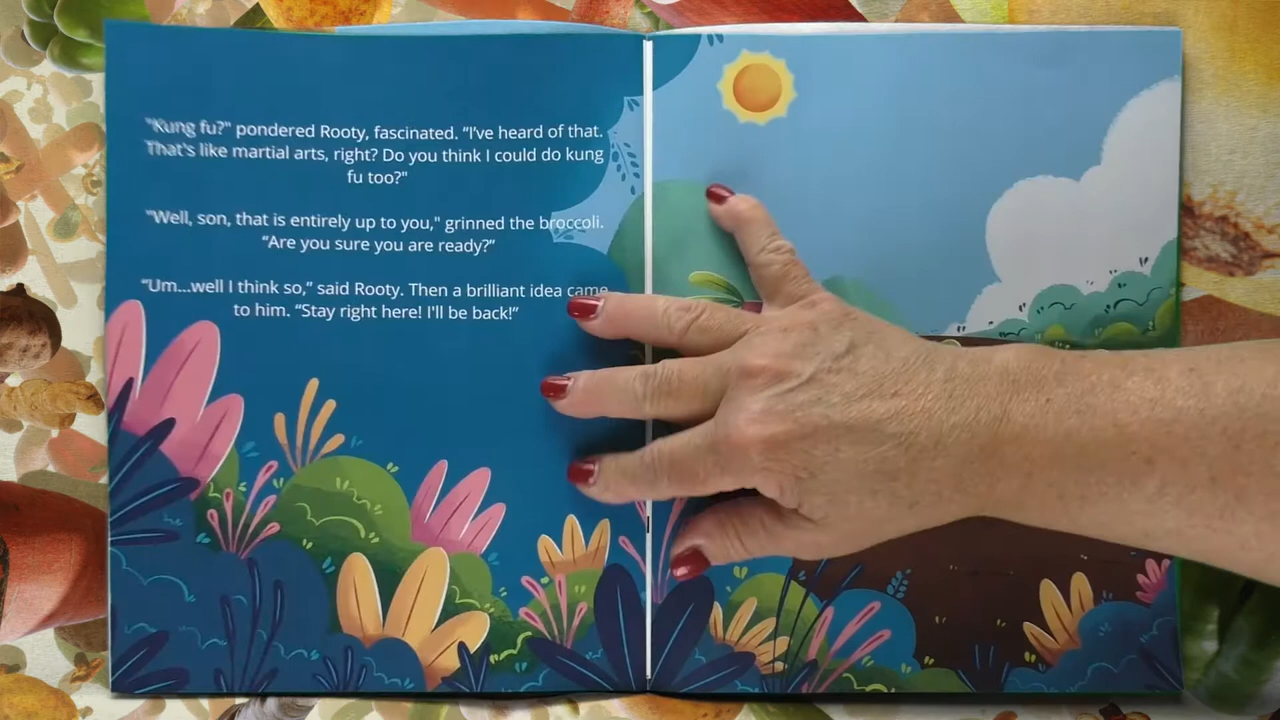 "Kung fu?" pondered Rooty, fascinated. “I’ve heard of that.
That's like martial arts, right? Do you think I could do kung
fu too?"
"Well, son, that is entirely up to you," grinned the broccoli.
“Are you sure you are ready?”
“Um...well I think so,” said Rooty. Then a brilliant idea came
to him. “Stay right here! I'll be back!”